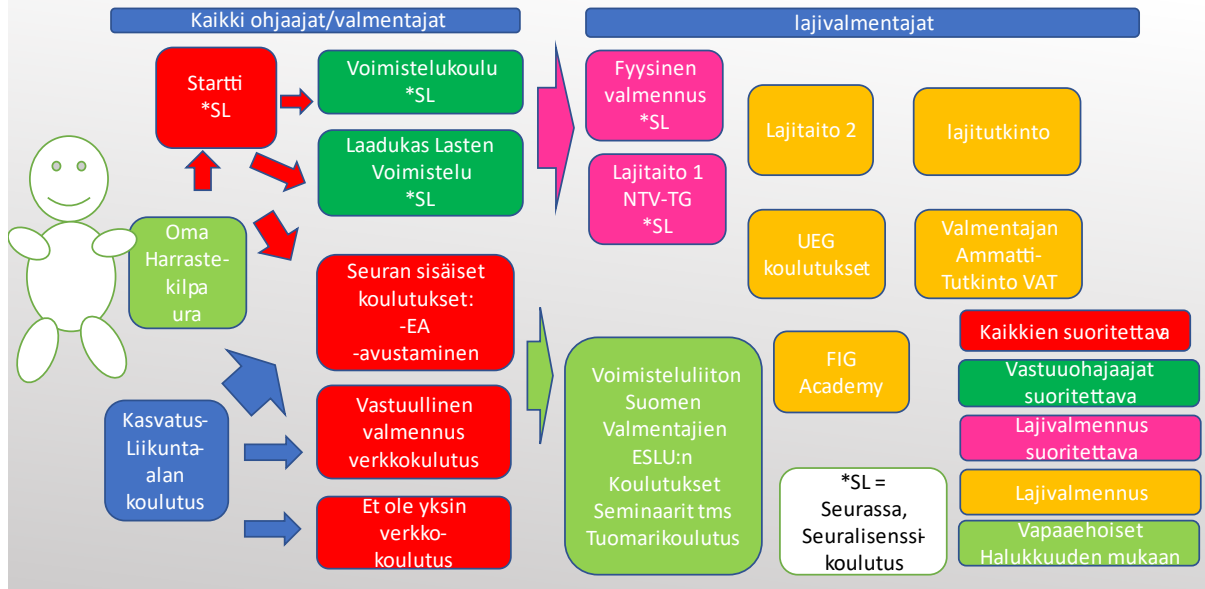 Kaikki ohjaajat/valmentajat
lajivalmentajat
Startti
*SL
Voimistelukoulu
*SL
Laadukas Lasten
Voimistelu
*SL
Oma
Harraste-
kilpa
ura
Seuran sisäiset
koulutukset:
-EA
-avustaminen
Kasvatus-
Liikunta-
alan
koulutus
Vastuullinen
valmennus
verkkokulutus
Et ole yksin
verkko-
koulutus
Fyysinen
valmennus
*SL
Lajitaito 1
NTV-TG
*SL
Lajitaito 2
lajitutkinto
UEG
koulutukset
Valmentajan
Ammatti-
Tutkinto VAT
Voimisteluliiton
Suomen
Valmentajien
ESLU:n
Koulutukset
Seminaarit tms
Tuomarikoulutus
FIG
Academy
*SL =
Seurassa,
Seuralisenssi-
koulutus
Kaikkien suoritettava
Vastuuohajaajat
suoritettava
Lajivalmennus
suoritettava
Lajivalmennus
Vapaaehoiset
Halukkuuden mukaan